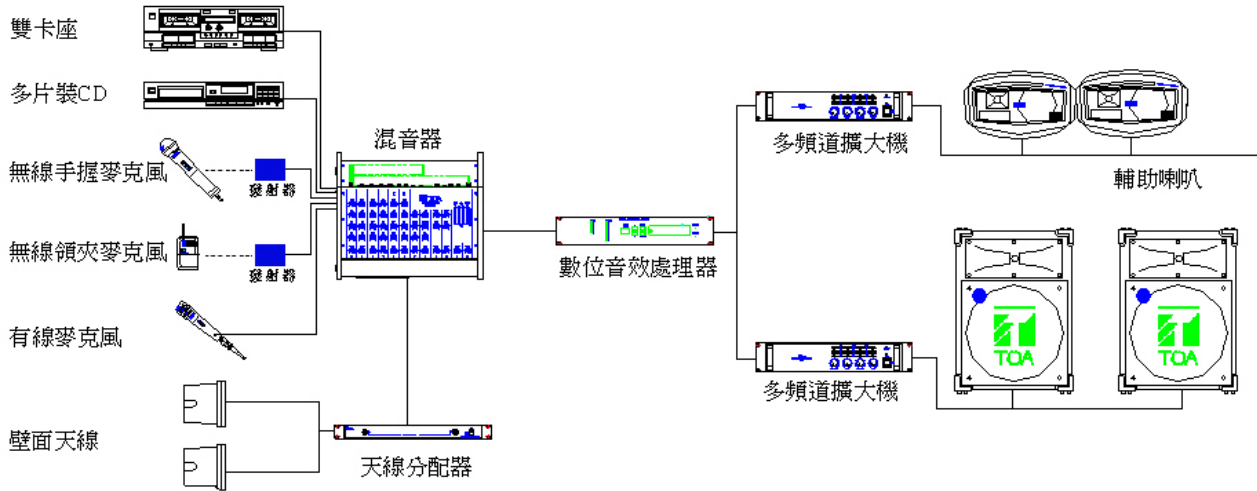 雙卡座
多片裝CD
混音器
多頻道擴大機
無線手握麥克風
發射器
輔助喇叭
無線領夾麥克風
發射器
數位音效處理器
有線麥克風
TOA
TOA
多頻道擴大機
壁面天線
天線分配器